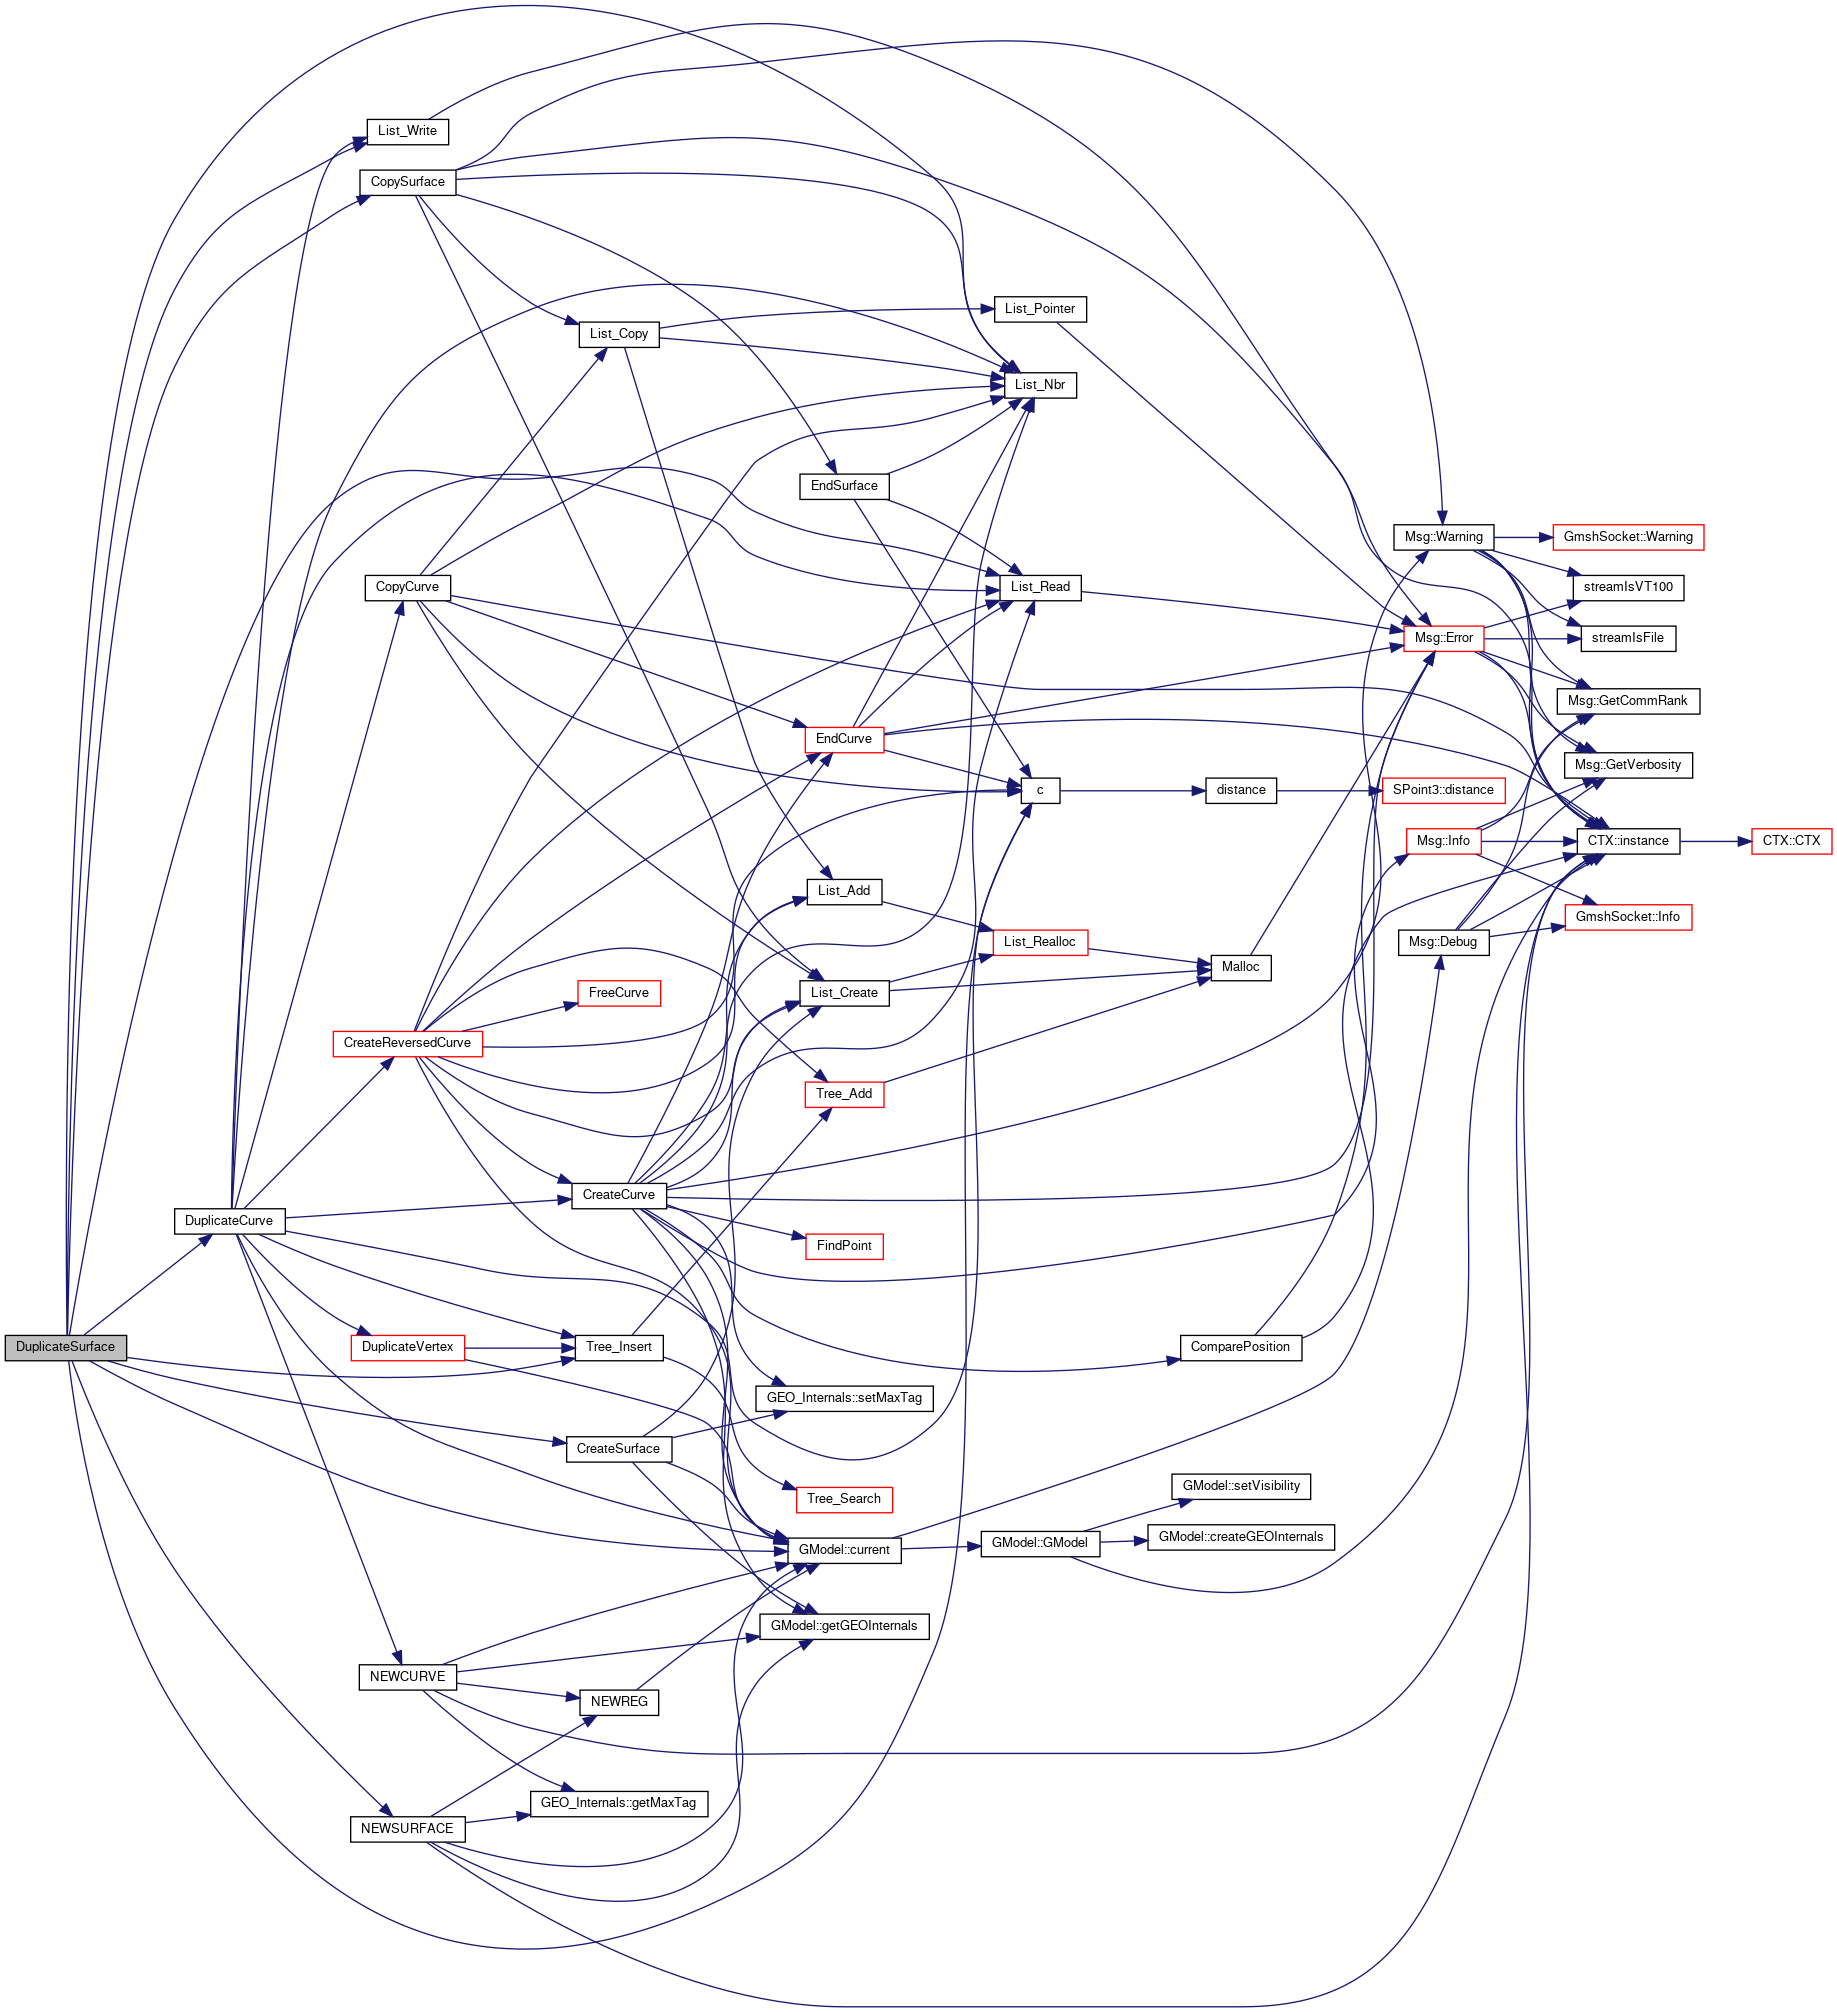 List_Write
CopySurface
List_Pointer
List_Copy
List_Nbr
EndSurface
Msg::Warning
GmshSocket::Warning
CopyCurve
List_Read
streamIsVT100
Msg::Error
streamIsFile
Msg::GetCommRank
EndCurve
Msg::GetVerbosity
c
distance
SPoint3::distance
Msg::Info
CTX::instance
CTX::CTX
List_Add
GmshSocket::Info
List_Realloc
Msg::Debug
Malloc
FreeCurve
List_Create
CreateReversedCurve
Tree_Add
CreateCurve
DuplicateCurve
FindPoint
DuplicateSurface
DuplicateVertex
Tree_Insert
ComparePosition
GEO_Internals::setMaxTag
CreateSurface
GModel::setVisibility
Tree_Search
GModel::current
GModel::GModel
GModel::createGEOInternals
GModel::getGEOInternals
NEWCURVE
NEWREG
GEO_Internals::getMaxTag
NEWSURFACE